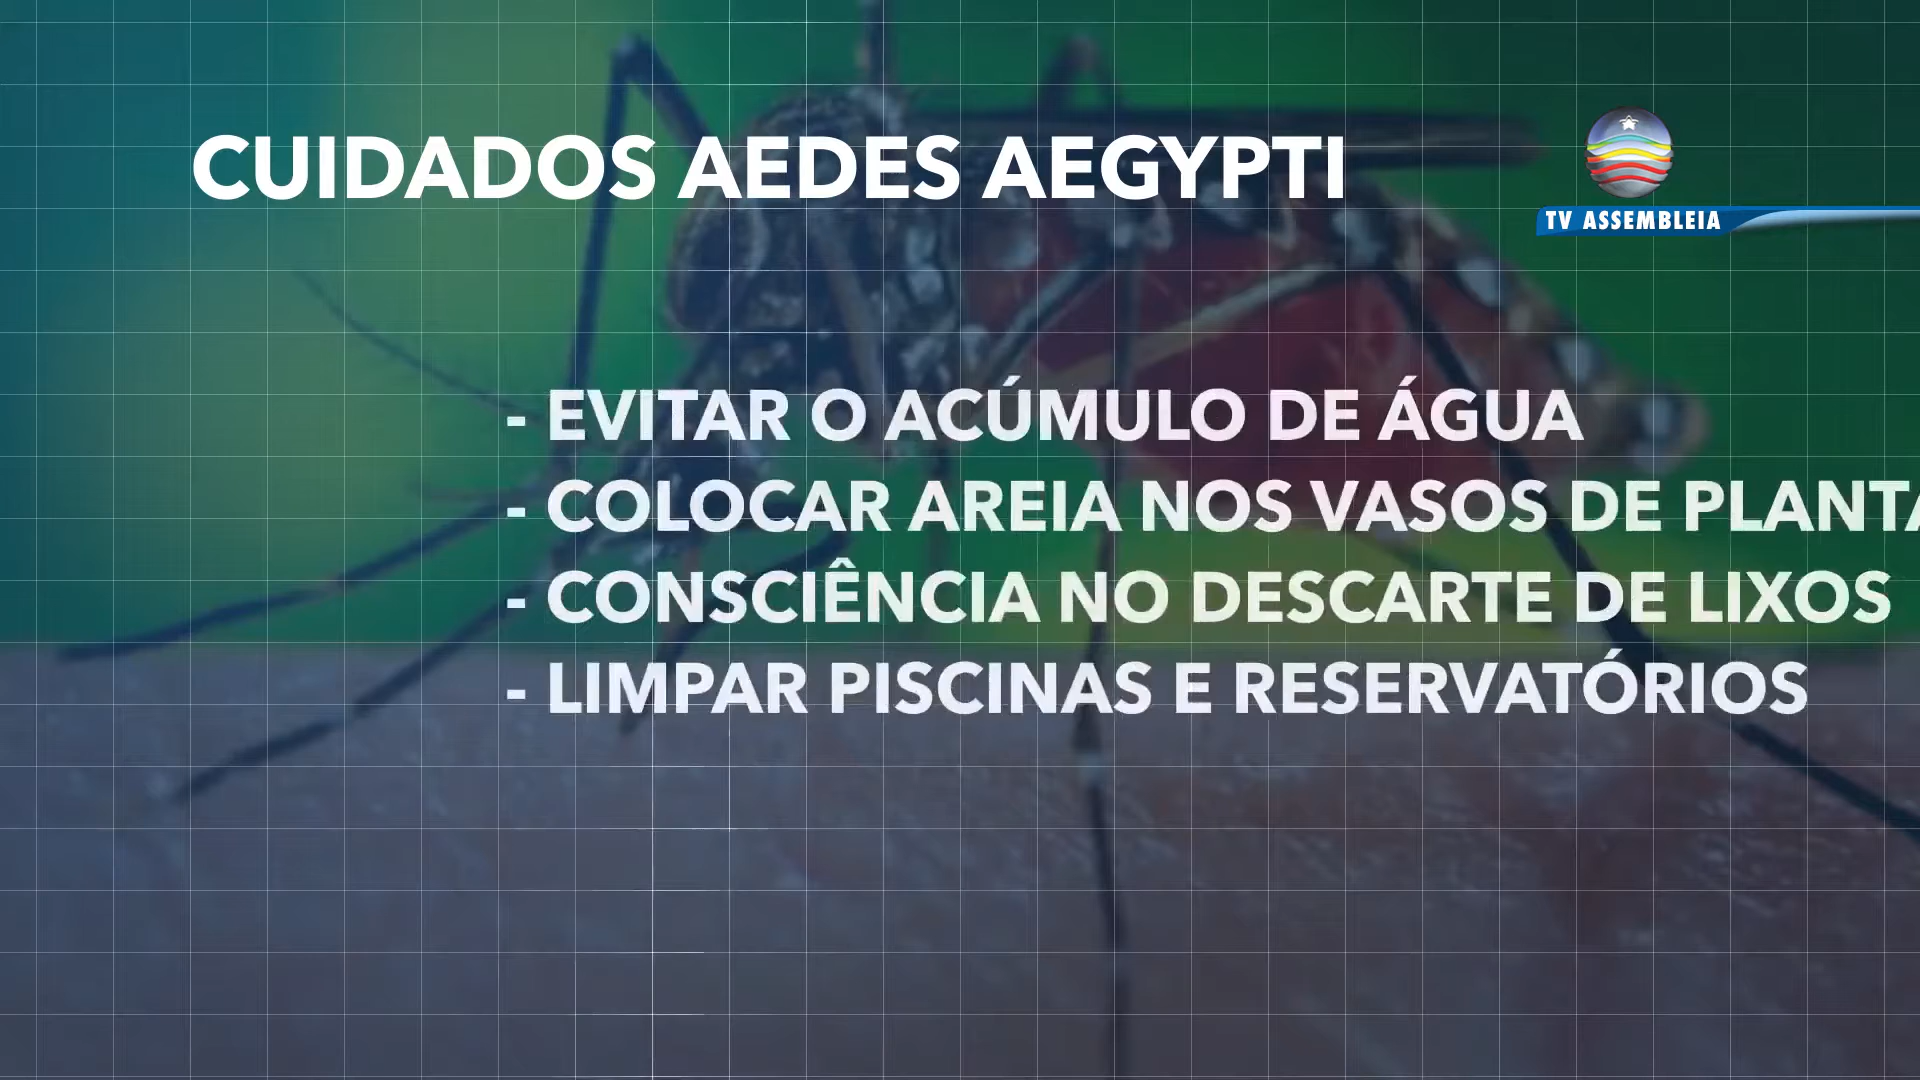 CUIDADOS AEDES AEGYPTI
TV ASSEMBLEIA
- EVITAR O ACÚMULO DE ÁGUA
- COLOCAR AREIA NOS VASOS DE PLANTA
- CONSCIÊNCIA NO DESCARTE DE LIXOS
- LIMPAR PISCINAS E RESERVATÓRIOS